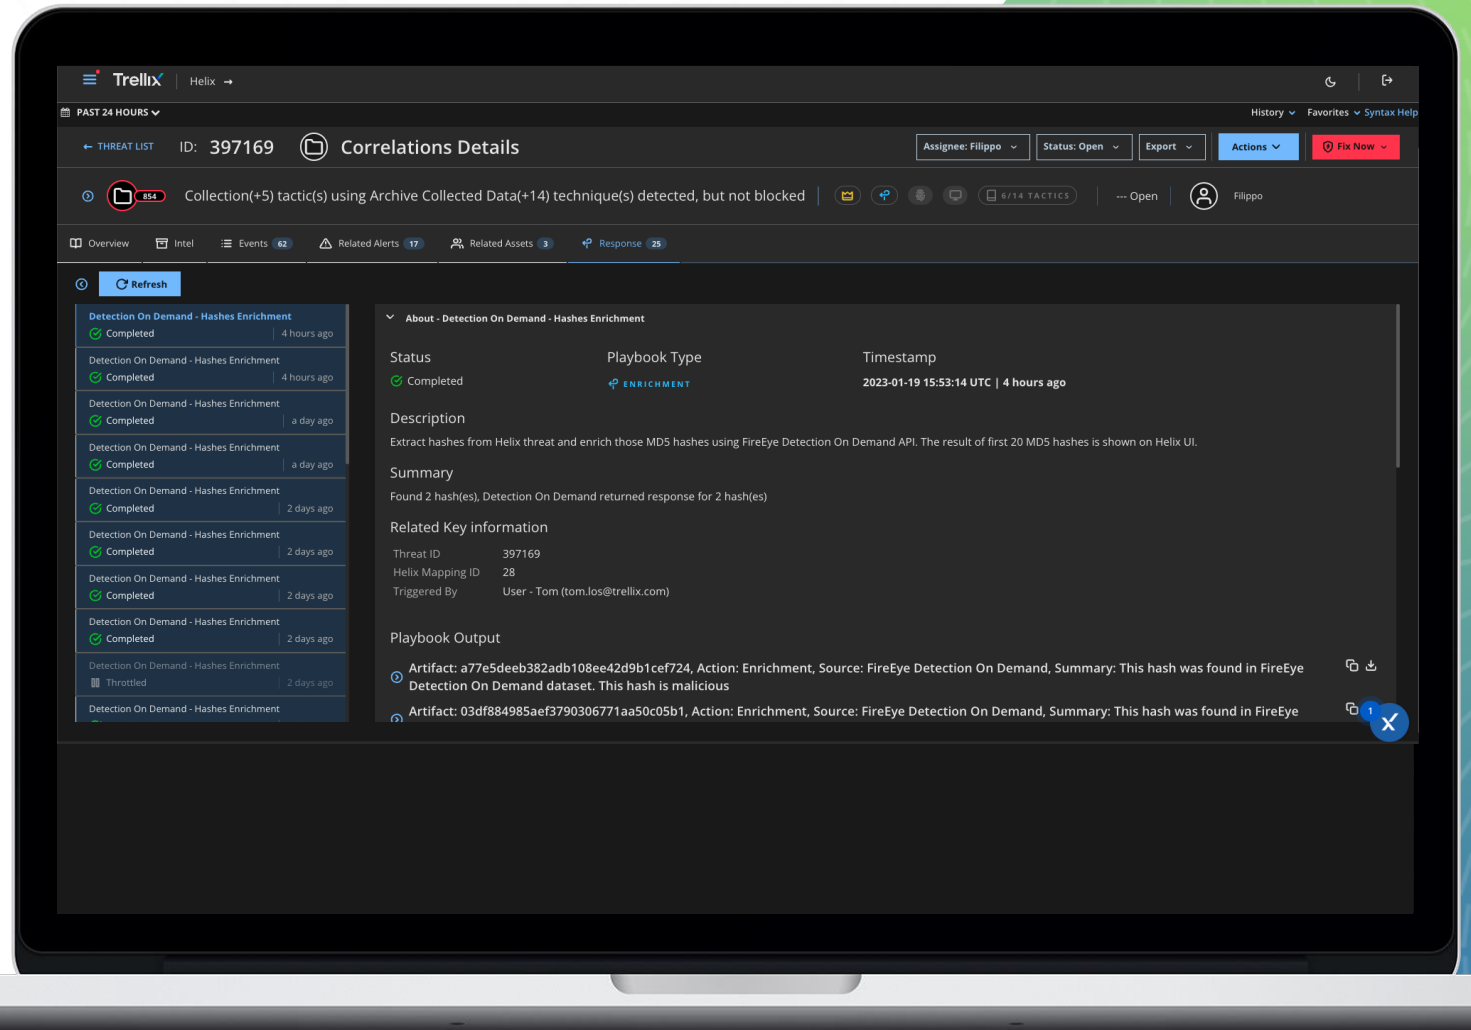 Trellix Helix →
PAST 24 HOURS History Favorites Syntax Help
← THREAT LIST ID: 397169 Correlations Details Assignee: Filippo Status: Open Export Actions Fix Now
854 Collection(+5) tactic(s) using Archive Collected Data(+14) technique(s) detected, but not blocked 6/14 TACTICS --- Open Filippo
Overview Intel Events 62 Related Alerts 17 Related Assets 3 Response 25
Refresh
Detection On Demand - Hashes Enrichment
Completed 4 hours ago
Detection On Demand - Hashes Enrichment
Completed 4 hours ago
Detection On Demand - Hashes Enrichment
Completed a day ago
Detection On Demand - Hashes Enrichment
Completed a day ago
Detection On Demand - Hashes Enrichment
Completed 2 days ago
Detection On Demand - Hashes Enrichment
Completed 2 days ago
Detection On Demand - Hashes Enrichment
Completed 2 days ago
Detection On Demand - Hashes Enrichment
Completed 2 days ago
Detection On Demand - Hashes Enrichment
Throttled 2 days ago
Detection On Demand - Hashes Enrichment
About - Detection On Demand - Hashes Enrichment
Status Playbook Type Timestamp
Completed ENRICHMENT 2023-01-19 15:53:14 UTC | 4 hours ago
Description
Extract hashes from Helix threat and enrich those MD5 hashes using FireEye Detection On Demand API. The result of first 20 MD5 hashes is shown on Helix UI.
Summary
Found 2 hash(es), Detection On Demand returned response for 2 hash(es)
Related Key information
Threat ID 397169
Helix Mapping ID 28
Triggered By User - Tom (tom.los@trellix.com)
Playbook Output
Artifact: a77e5deeb382adb108ee42d9b1cef724, Action: Enrichment, Source: FireEye Detection On Demand, Summary: This hash was found in FireEye
Detection On Demand dataset. This hash is malicious
Artifact: 03df884985aef3790306771aa50c05b1, Action: Enrichment, Source: FireEye Detection On Demand, Summary: This hash was found in FireEye
1